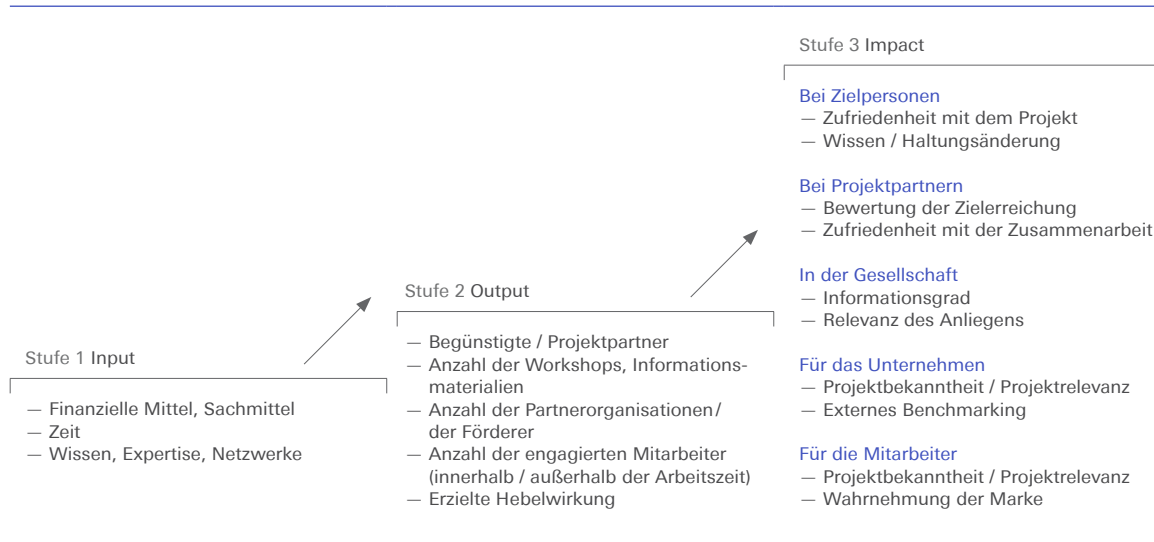 Stufe 1 Input
— Finanzielle Mittel, Sachmittel
— Zeit
— Wissen, Expertise, Netzwerke
Stufe 2 Output
— Begünstigte / Projektpartner
— Anzahl der Workshops, Informations-
materialien
— Anzahl der Partnerorganisationen /
der Förderer
— Anzahl der engagierten Mitarbeiter
(innerhalb / außerhalb der Arbeitszeit)
— Erzielte Hebelwirkung
Stufe 3 Impact
Bei Zielpersonen
— Zufriedenheit mit dem Projekt
— Wissen / Haltungsänderung
Bei Projektpartnern
— Bewertung der Zielerreichung
— Zufriedenheit mit der Zusammenarbeit
In der Gesellschaft
— Informationsgrad
— Relevanz des Anliegens
Für das Unternehmen
— Projektbekanntheit / Projektrelevanz
— Externes Benchmarking
Für die Mitarbeiter
— Projektbekanntheit / Projektrelevanz
— Wahrnehmung der Marke